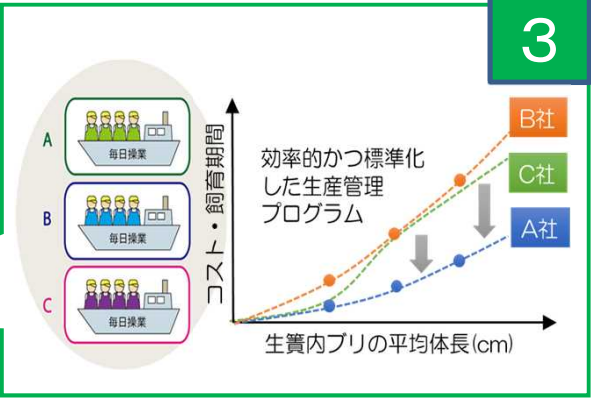 3
A
毎日操業
B
毎日操業
C
毎日操業
コスト・飼育期間
効率的かつ標準化
した生産管理
プログラム
B社
C社
A社
生簀内ブリの平均体長(cm)